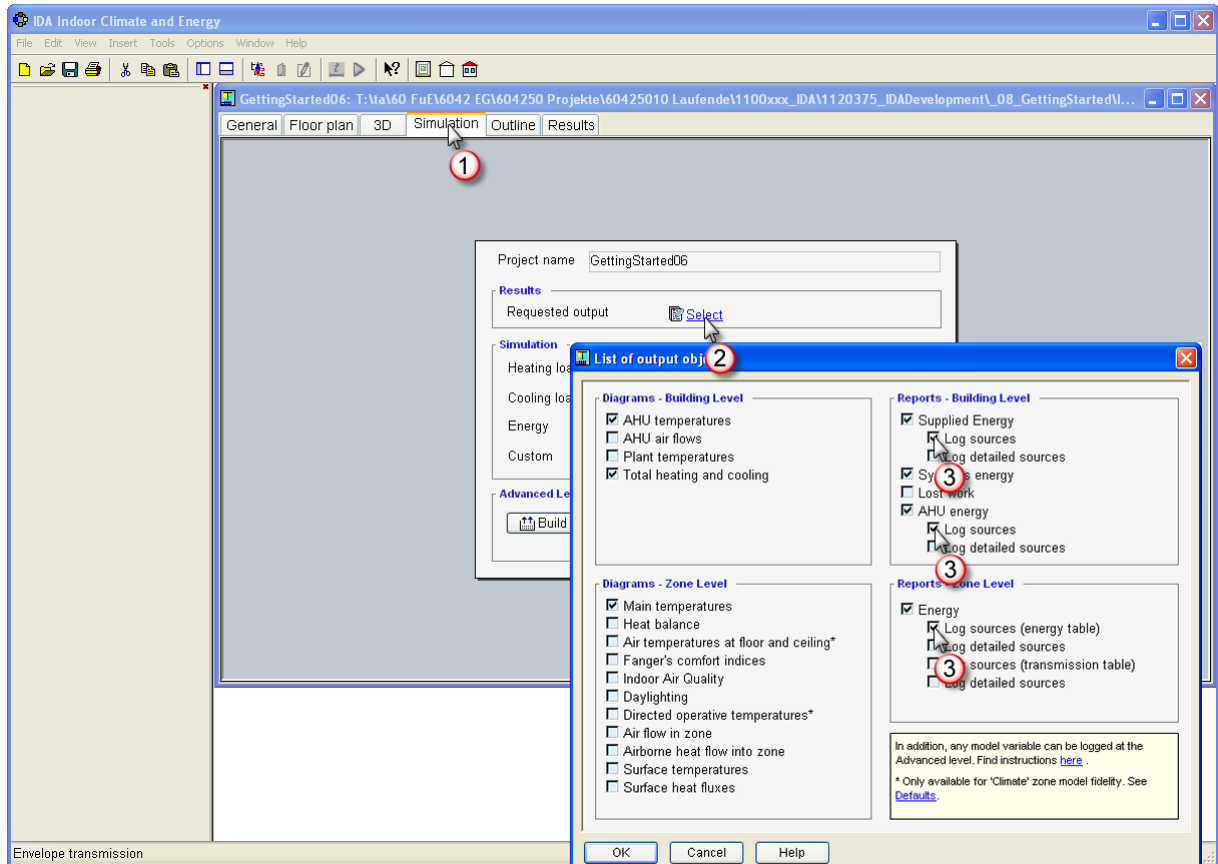 IDA Indoor Climate and Energy
File Edit View Insert Tools Options Window Help
GettingStarted06: T:\ta\60 FuE\6042 EG\604250 Projekte\60425010 Laufende\1100xxx_IDA\1120375_IDADevelopment\_08_GettingStarted\I...
General Floor plan 3D Simulation Outline Results
1
Project name GettingStarted06
Results
Requested output Select
2
Simulation
Heating loa
Cooling loa
Energy
Custom
Advanced Le
Build
List of output obj
Diagrams - Building Level
AHU temperatures
AHU air flows
Plant temperatures
Total heating and cooling
Reports - Building Level
Supplied Energy
Log sources
Log detailed sources
3
Sy s energy
Lost work
AHU energy
Log sources
Log detailed sources
3
Diagrams - Zone Level
Main temperatures
Heat balance
Air temperatures at floor and ceiling*
Fanger's comfort indices
Indoor Air Quality
Daylighting
Directed operative temperatures*
Air flow in zone
Airborne heat flow into zone
Surface temperatures
Surface heat fluxes
Reports - Zone Level
Energy
Log sources (energy table)
Log detailed sources
3
sources (transmission table)
Log detailed sources
In addition, any model variable can be logged at the
Advanced level. Find instructions here .
* Only available for 'Climate' zone model fidelity. See
Defaults.
OK Cancel Help
Envelope transmission